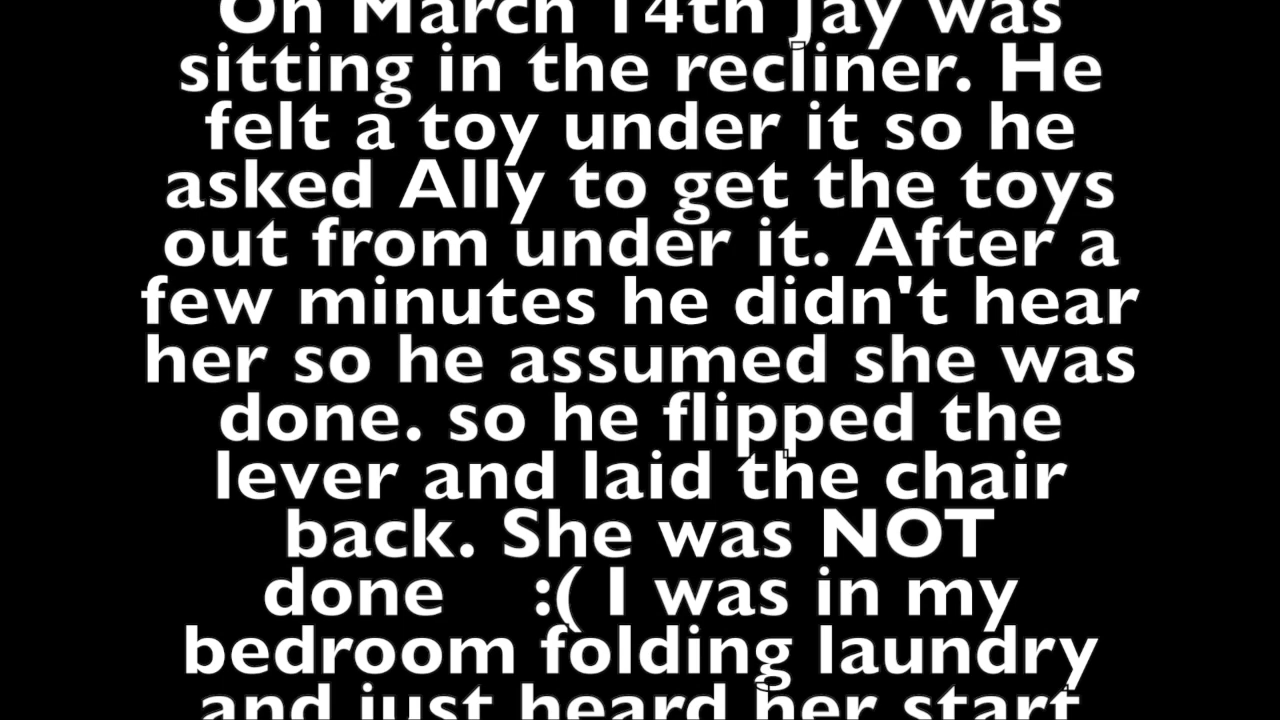 On March 14th Jay was
sitting in the recliner. He
felt a toy under it so he
asked Ally to get the toys
out from under it. After a
few minutes he didn't hear
her so he assumed she was
done. so he flipped the
lever and laid the chair
back. She was NOT
done :( I was in my
bedroom folding laundry
and just heard her start